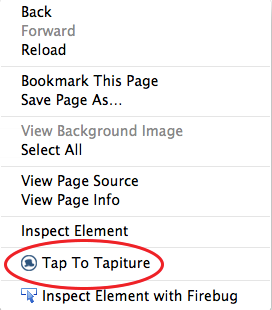 Back
Forward
Reload
Bookmark This Page
Save Page As...
View Background Image
Select All
View Page Source
View Page Info
Inspect Element
Tap To Tapiture
Inspect Element with Firebug